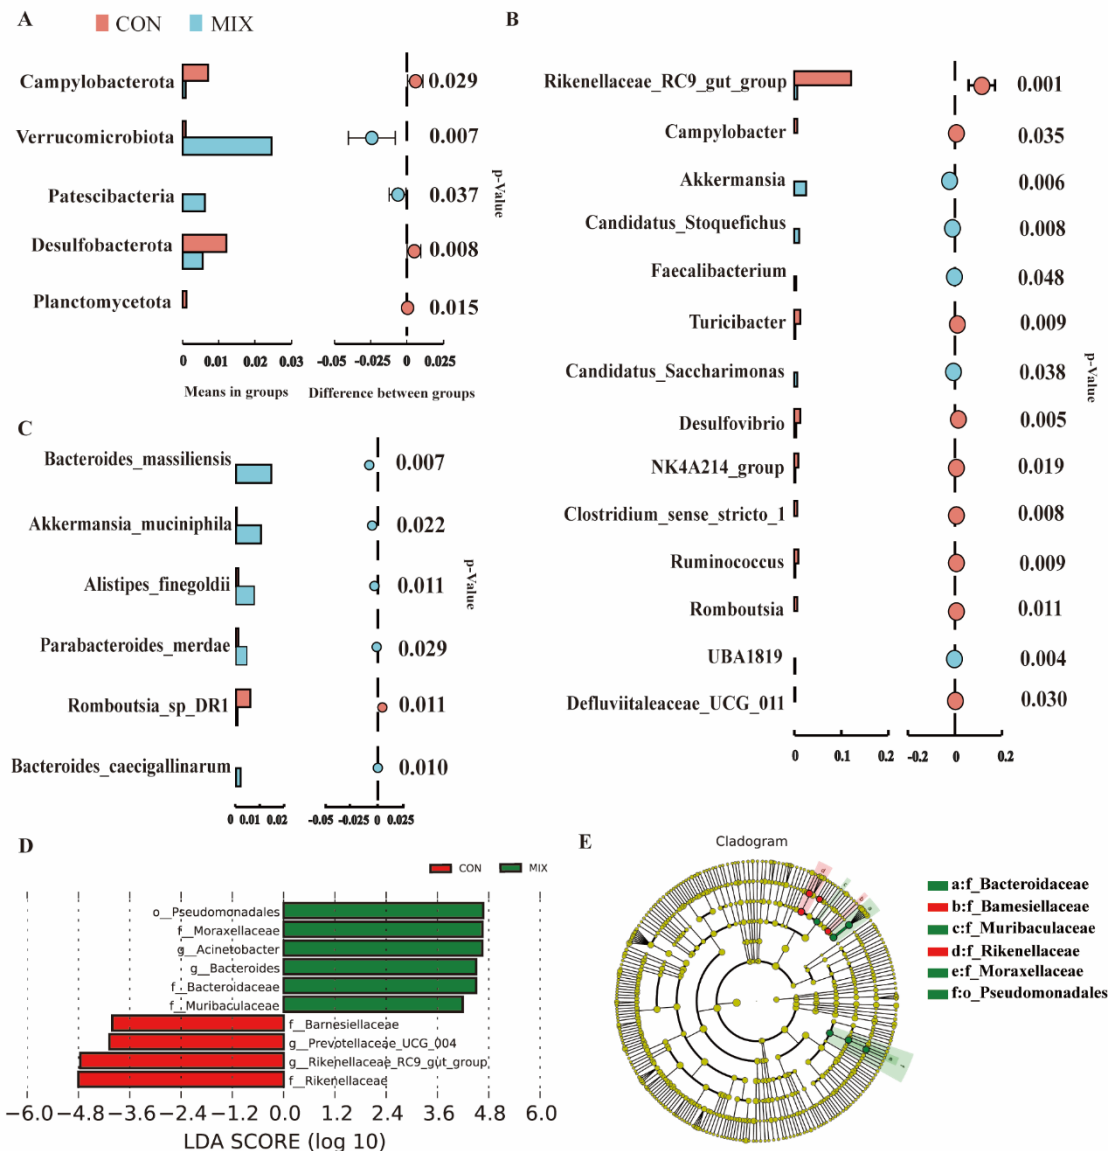 A
CON MIX
Campylobacterota 0.029
Verrucomicrobiota 0.007
Patescibacteria 0.037
Desulfobacterota 0.008
Planctomycetota 0.015
p-Value
0 0.01 0.02 0.03 -0.05 -0.025 0 0.025
Means in groups Difference between groups
B
Rikenellaceae_RC9_gut_group 0.001
Campylobacter 0.035
Akkermansia 0.006
Candidatus_Stoquefichus 0.008
Faecalibacterium 0.048
Turicibacter 0.009
Candidatus_Saccharimonas 0.038
Desulfovibrio 0.005
NK4A214_group 0.019
Clostridium_sense_stricto_1 0.008
Ruminococcus 0.009
Romboutsia 0.011
UBA1819 0.004
Defluviitaleaceae_UCG_011 0.030
p-Value
0 0.1 0.2 -0.2 0 0.2
C
Bacteroides_massiliensis 0.007
Akkermansia_muciniphila 0.022
Alistipes_finegoldii 0.011
Parabacteroides_merdae 0.029
Romboutsia_sp_DR1 0.011
Bacteroides_caecigallinarum 0.010
p-Value
0 0.01 0.02 -0.05 -0.025 0 0.025
D
CON MIX
o__Pseudomonadales
f__Moraxellaceae
g__Acinetobacter
g__Bacteroides
f__Bacteroidaceae
f__Muribaculaceae
f__Barnesiellaceae
g__Prevotellaceae_UCG_004
g__Rikenellaceae_RC9_gut_group
f__Rikenellaceae
−6.0 −4.8 −3.6 −2.4 −1.2 0.0 1.2 2.4 3.6 4.8 6.0
LDA SCORE (log 10)
E
Cladogram
d
c
b
a
e
f
a:f_Bacteroidaceae
b:f_Bamesiellaceae
c:f_Muribaculaceae
d:f_Rikenellaceae
e:f_Moraxellaceae
f:o_Pseudomonadales